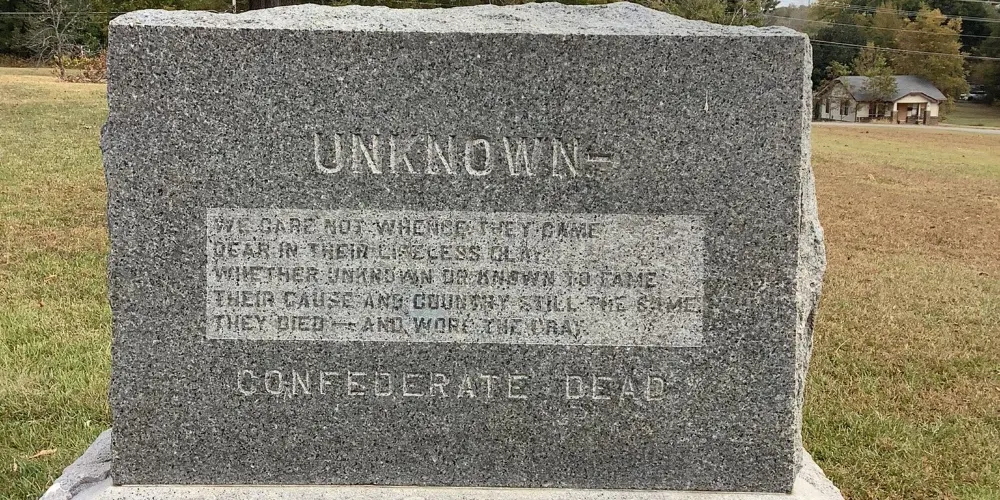 UNKNOWN-
WE CARE NOT WHENCE THEY CAME
DEAR IN THEIR LIFELESS CLAY
WHETHER UNKNOWN OR KNOWN TO FAME
THEIR CAUSE AND COUNTRY STILL THE SAME
THEY DIED — AND WORE THE GRAY.
CONFEDERATE DEAD